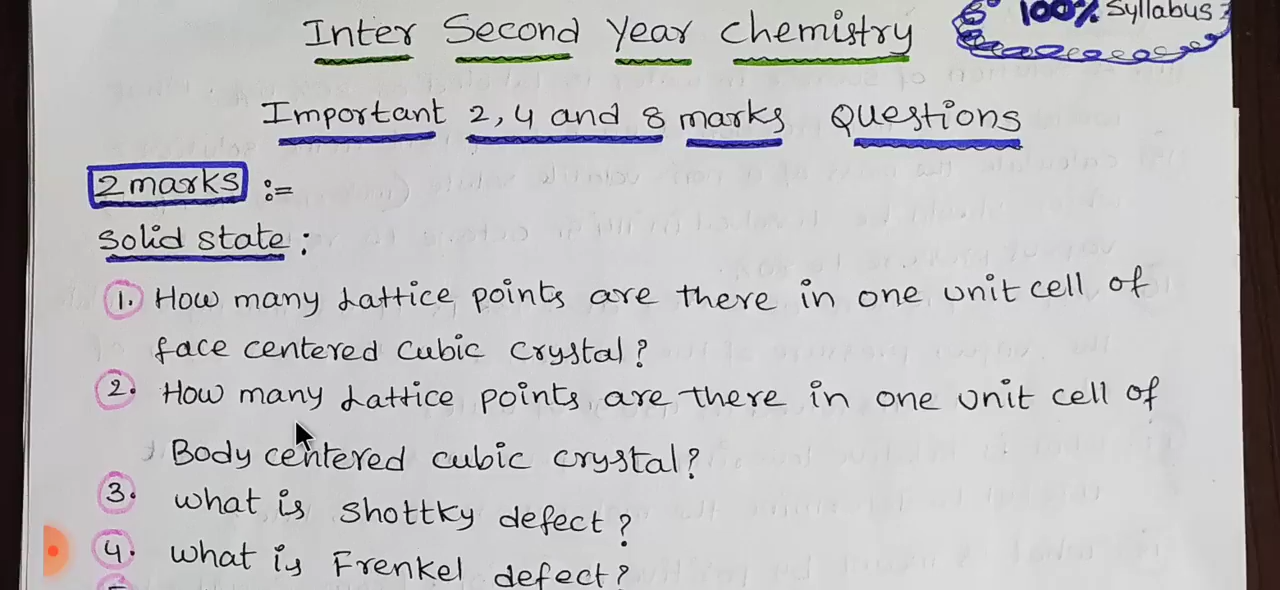 Inter Second Year Chemistry
100% Syllabus
Important 2, 4 and 8 marks Questions
2 marks :=
Solid State :
1. How many Lattice points are there in one unit cell of
face centered cubic crystal?
2. How many Lattice points are there in one unit cell of
Body centered cubic crystal?
3. what is shottky defect?
4. what is Frenkel defect?